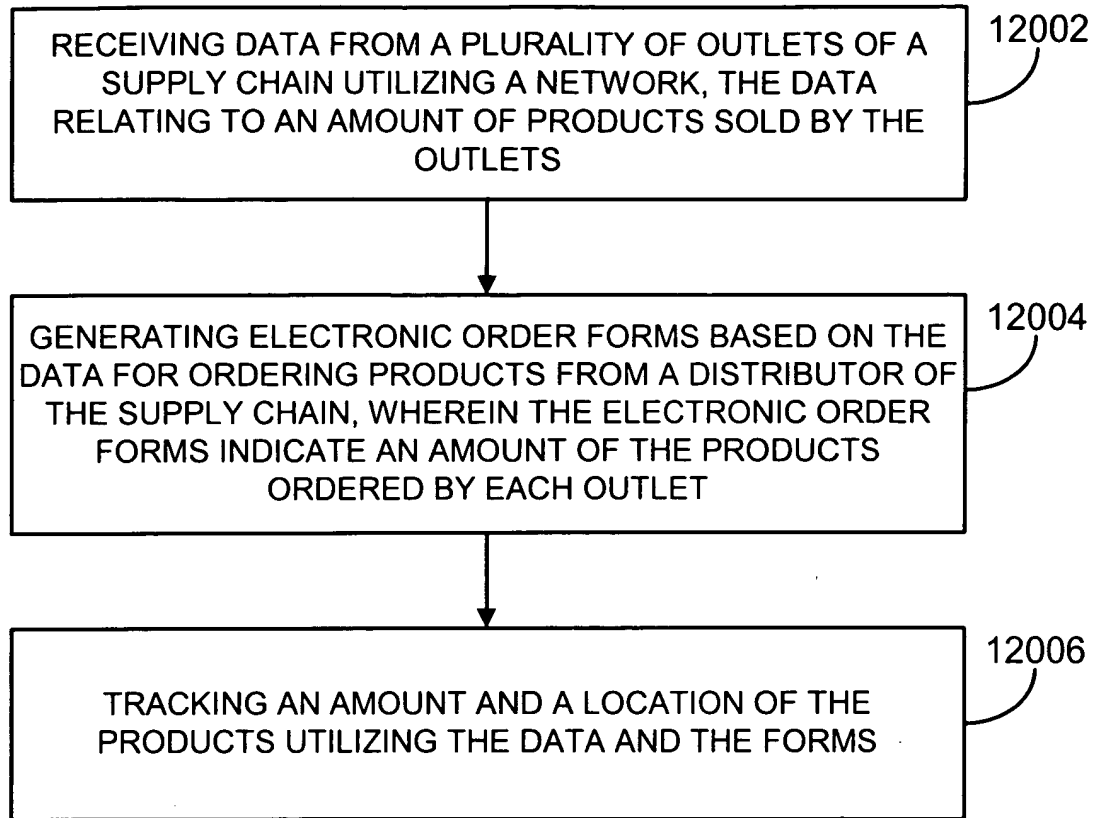 RECEIVING DATA FROM A PLURALITY OF OUTLETS OF A
SUPPLY CHAIN UTILIZING A NETWORK, THE DATA
RELATING TO AN AMOUNT OF PRODUCTS SOLD BY THE
OUTLETS
12002
GENERATING ELECTRONIC ORDER FORMS BASED ON THE
DATA FOR ORDERING PRODUCTS FROM A DISTRIBUTOR OF
THE SUPPLY CHAIN, WHEREIN THE ELECTRONIC ORDER
FORMS INDICATE AN AMOUNT OF THE PRODUCTS
ORDERED BY EACH OUTLET
12004
TRACKING AN AMOUNT AND A LOCATION OF THE
PRODUCTS UTILIZING THE DATA AND THE FORMS
12006